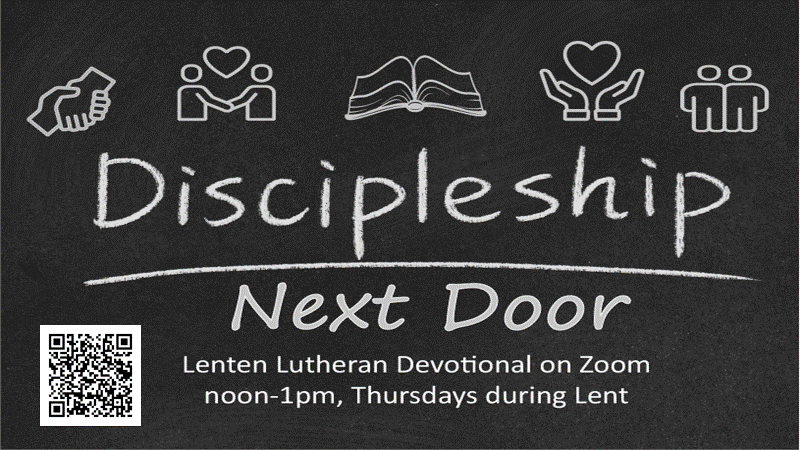 Discipleship
Next Door
Lenten Lutheran Devotional on Zoom
noon-1pm, Thursdays during Lent